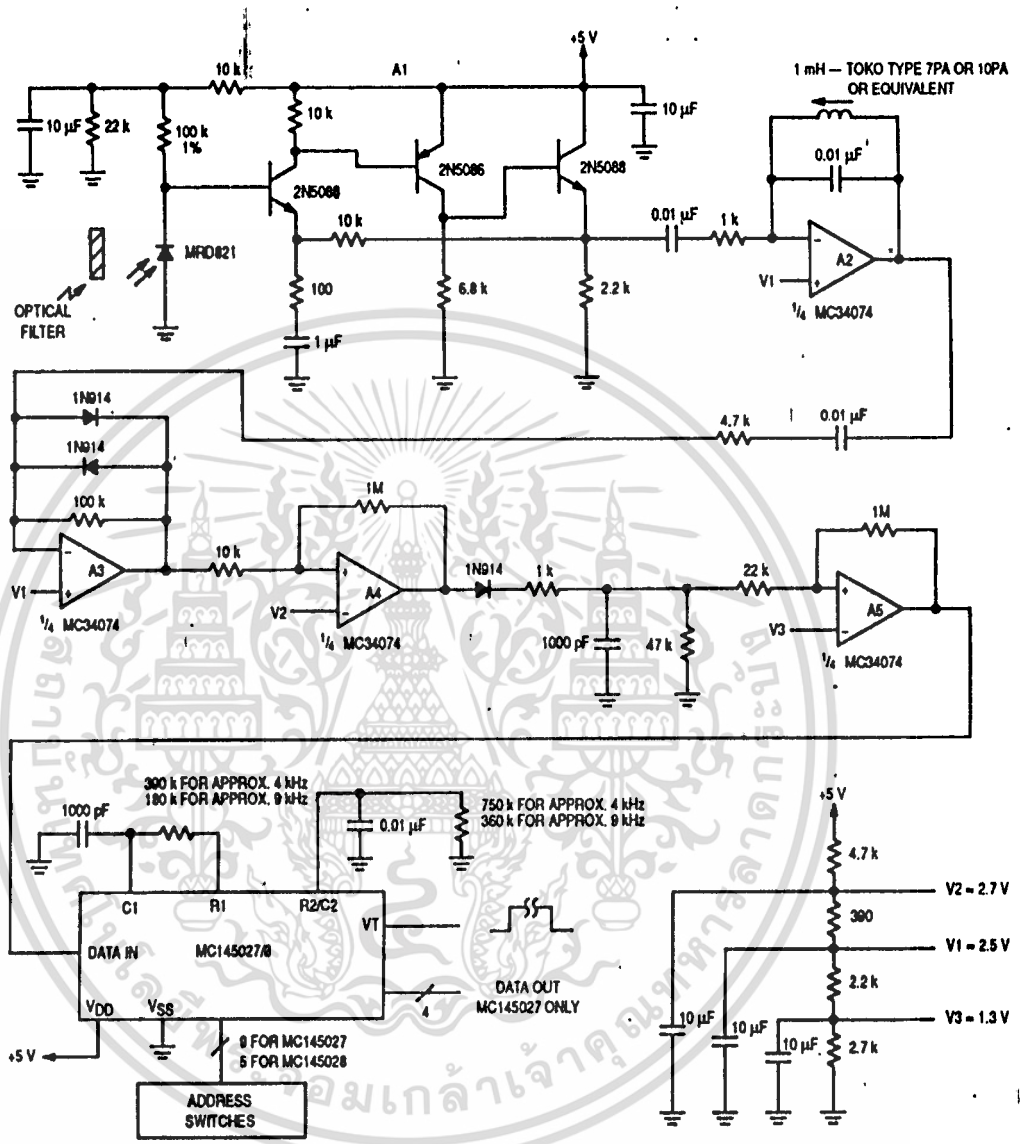 +5 V
10 k
A1
1 mH — TOKO TYPE 7PA OR 10PA
OR EQUIVALENT
10 µF
22 k
100 k
1%
10 k
10 µF
2N5086
2N5088
0.01 µF
MRD821
10 k
0.01 µF
1 k
−
A2
+
V1
1/4 MC34074
OPTICAL
FILTER
100
6.8 k
2.2 k
1 µF
1N914
1N914
100 k
4.7 k
0.01 µF
−
A3
+
V1
1/4 MC34074
10 k
1M
+
A4
−
V2
1/4 MC34074
1N914
1 k
1000 pF
47 k
22 k
1M
+
A5
−
V3
1/4 MC34074
390 k FOR APPROX. 4 kHz
180 k FOR APPROX. 9 kHz
1000 pF
0.01 µF
750 k FOR APPROX. 4 kHz
360 k FOR APPROX. 9 kHz
C1
R1
R2/C2
VT
DATA IN
MC145027/8
DATA OUT
MC145027 ONLY
4
VDD
VSS
+5 V
9 FOR MC145027
5 FOR MC145028
ADDRESS
SWITCHES
+5 V
4.7 k
V2 = 2.7 V
390
V1 = 2.5 V
2.2 k
V3 = 1.3 V
2.7 k
10 µF
10 µF
10 µF